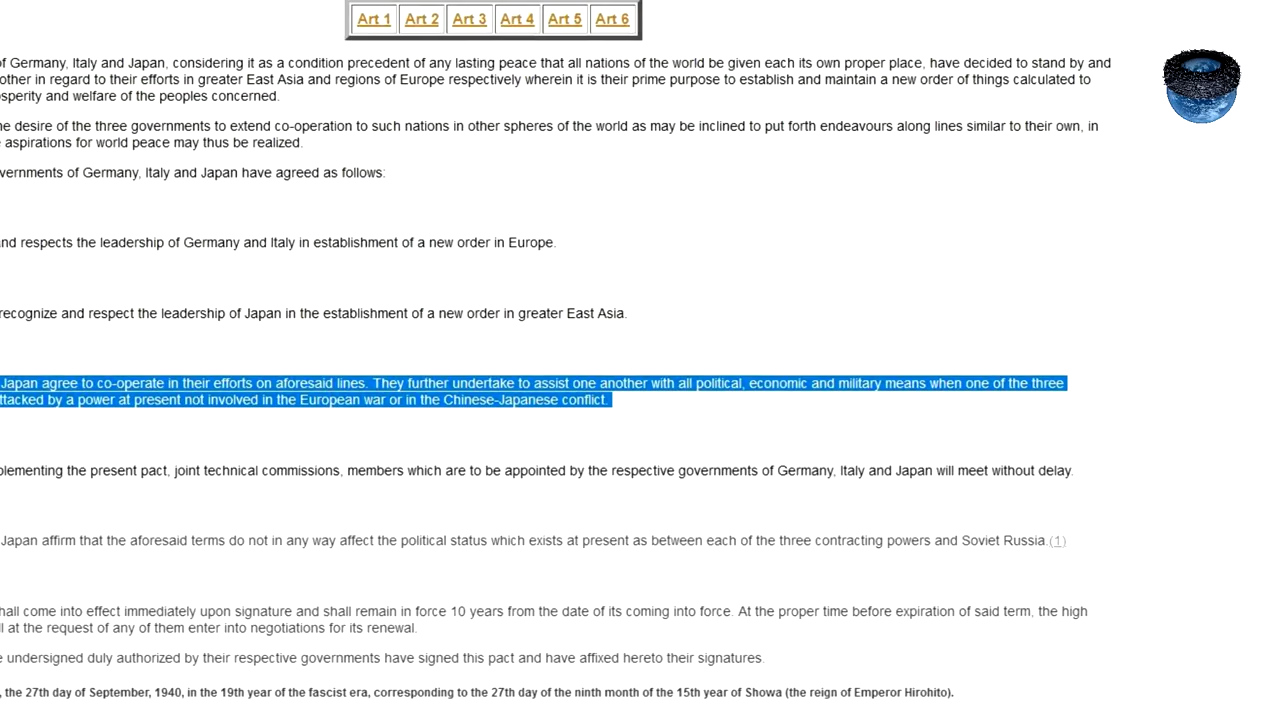 Art 1 Art 2 Art 3 Art 4 Art 5 Art 6
of Germany, Italy and Japan, considering it as a condition precedent of any lasting peace that all nations of the world be given each its own proper place, have decided to stand by and
other in regard to their efforts in greater East Asia and regions of Europe respectively wherein it is their prime purpose to establish and maintain a new order of things calculated to
sperity and welfare of the peoples concerned.
he desire of the three governments to extend co-operation to such nations in other spheres of the world as may be inclined to put forth endeavours along lines similar to their own, in
aspirations for world peace may thus be realized.
vernments of Germany, Italy and Japan have agreed as follows:
nd respects the leadership of Germany and Italy in establishment of a new order in Europe.
recognize and respect the leadership of Japan in the establishment of a new order in greater East Asia.
Japan agree to co-operate in their efforts on aforesaid lines. They further undertake to assist one another with all political, economic and military means when one of the three
ttacked by a power at present not involved in the European war or in the Chinese-Japanese conflict.
plementing the present pact, joint technical commissions, members which are to be appointed by the respective governments of Germany, Italy and Japan will meet without delay.
Japan affirm that the aforesaid terms do not in any way affect the political status which exists at present as between each of the three contracting powers and Soviet Russia.(1)
hall come into effect immediately upon signature and shall remain in force 10 years from the date of its coming into force. At the proper time before expiration of said term, the high
l at the request of any of them enter into negotiations for its renewal.
e undersigned duly authorized by their respective governments have signed this pact and have affixed hereto their signatures.
, the 27th day of September, 1940, in the 19th year of the fascist era, corresponding to the 27th day of the ninth month of the 15th year of Showa (the reign of Emperor Hirohito).